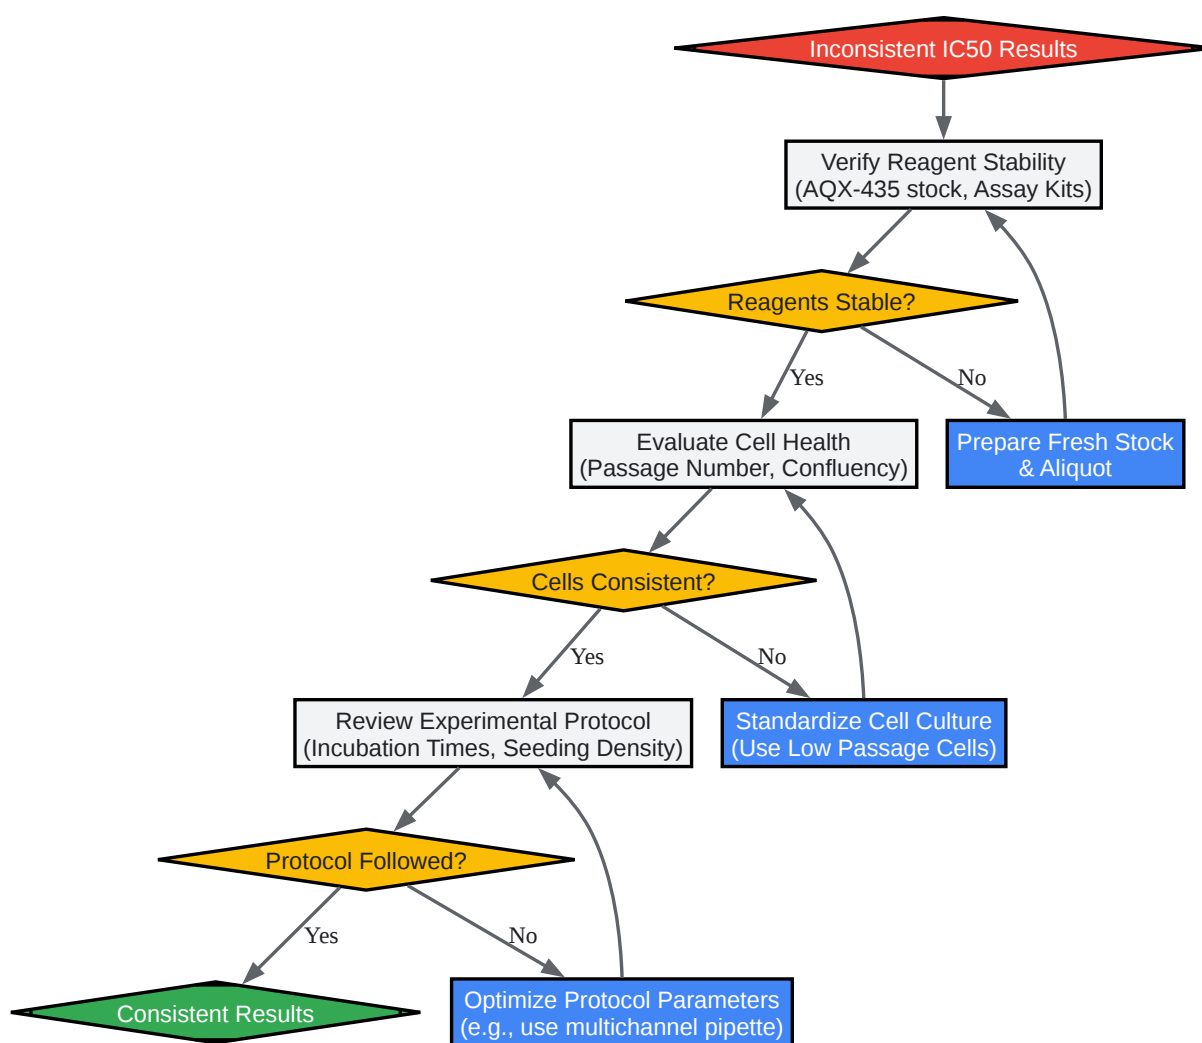 Inconsistent IC50 Results
Verify Reagent Stability
(AQX-435 stock, Assay Kits)
Reagents Stable?
Yes
No
Evaluate Cell Health
(Passage Number, Confluency)
Prepare Fresh Stock
& Aliquot
Cells Consistent?
Yes
No
Review Experimental Protocol
(Incubation Times, Seeding Density)
Standardize Cell Culture
(Use Low Passage Cells)
Protocol Followed?
Yes
No
Consistent Results
Optimize Protocol Parameters
(e.g., use multichannel pipette)